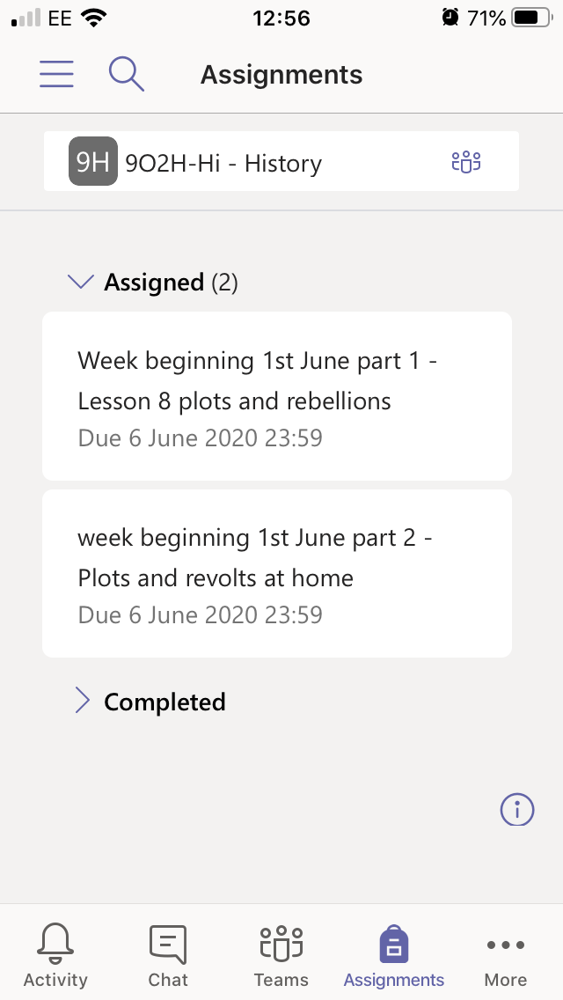 EE 12:56 71%
Assignments
9H 9O2H-Hi - History
Assigned (2)
Week beginning 1st June part 1 -
Lesson 8 plots and rebellions
Due 6 June 2020 23:59
week beginning 1st June part 2 -
Plots and revolts at home
Due 6 June 2020 23:59
Completed
Activity Chat Teams Assignments More